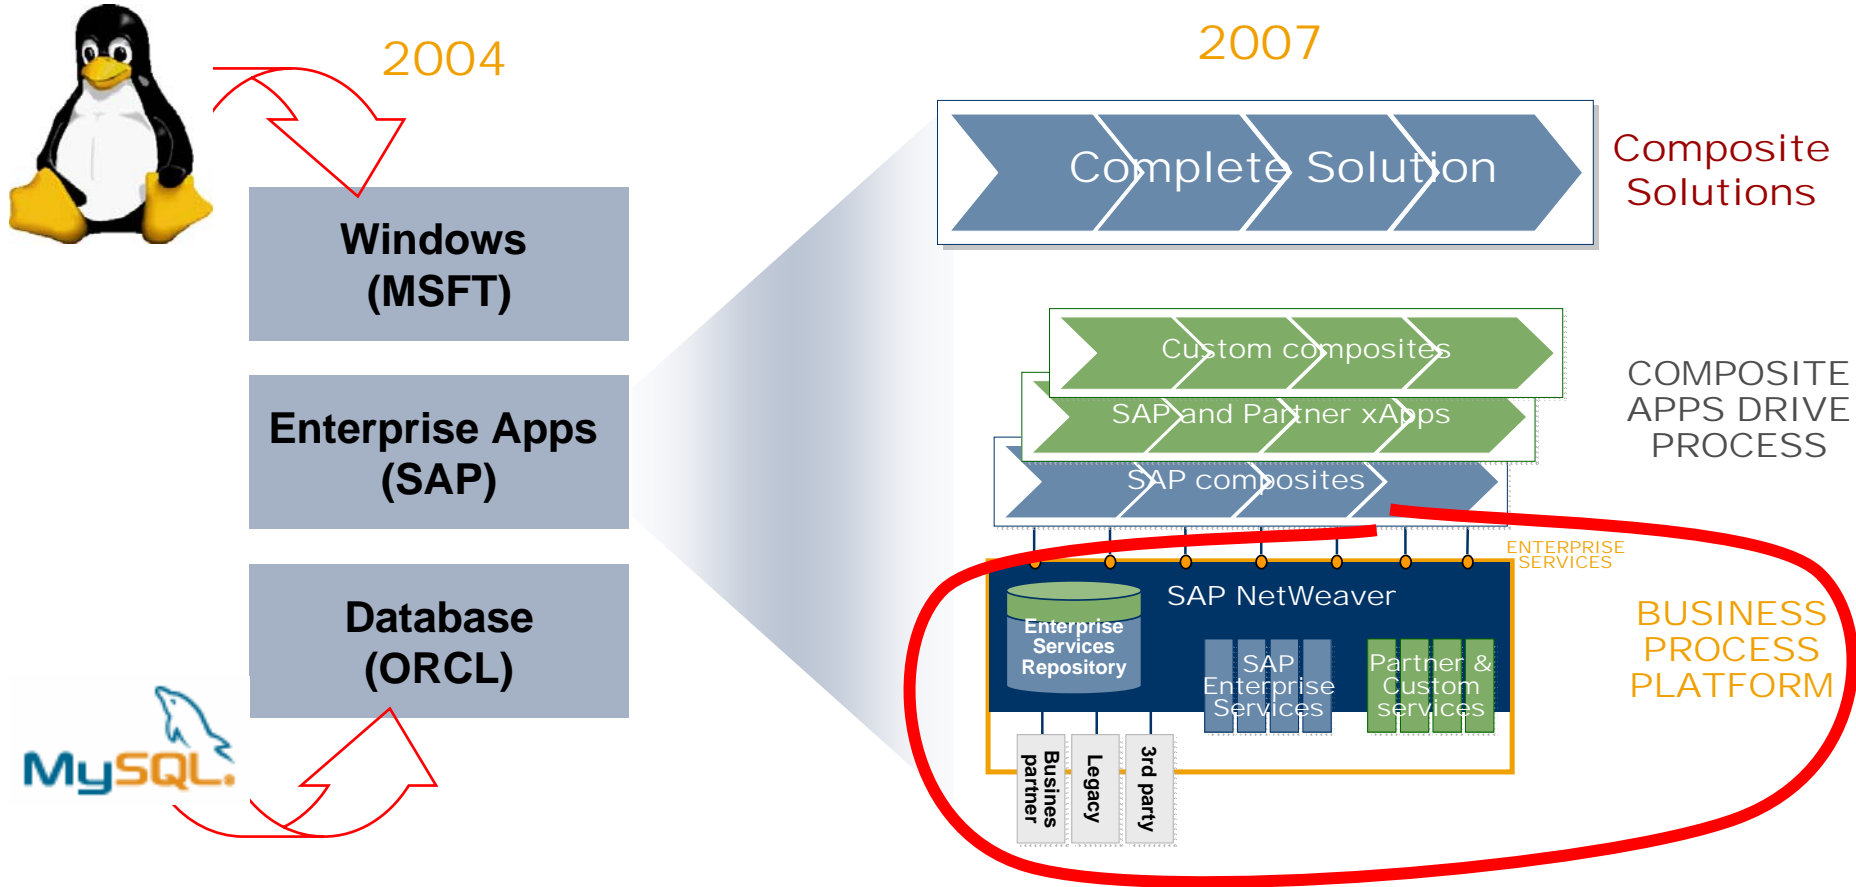 2004
2007
Windows
(MSFT)
Enterprise Apps
(SAP)
Database
(ORCL)
MySQL.
Complete Solution
Composite
Solutions
Custom composites
SAP and Partner xApps
SAP composites
COMPOSITE
APPS DRIVE
PROCESS
ENTERPRISE
SERVICES
SAP NetWeaver
Enterprise
Services
Repository
SAP
Enterprise
Services
Partner &
Custom
services
BUSINESS
PROCESS
PLATFORM
Busines
partner
Legacy
3rd party